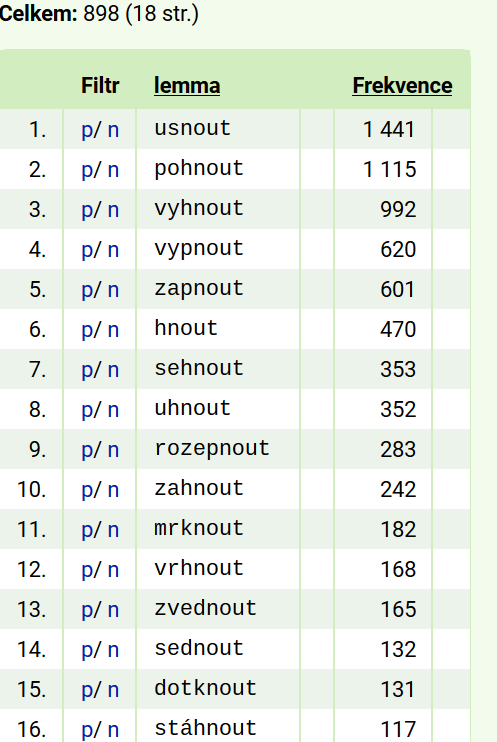 Celkem: 898 (18 str.)
Filtr lemma Frekvence
1. p/ n usnout 1 441
2. p/ n pohnout 1 115
3. p/ n vyhnout 992
4. p/ n vypnout 620
5. p/ n zapnout 601
6. p/ n hnout 470
7. p/ n sehnout 353
8. p/ n uhnout 352
9. p/ n rozepnout 283
10. p/ n zahnout 242
11. p/ n mrknout 182
12. p/ n vrhnout 168
13. p/ n zvednout 165
14. p/ n sednout 132
15. p/ n dotknout 131
16. p/ n stáhnout 117